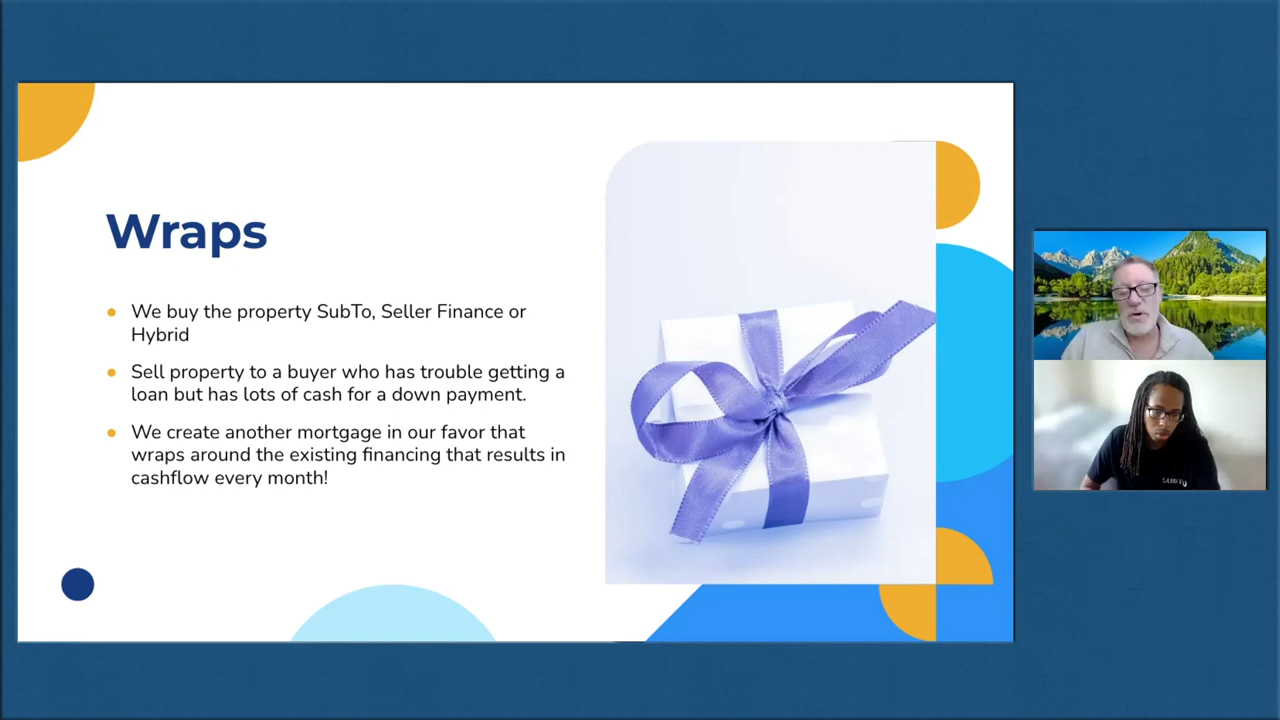 Wraps
We buy the property SubTo, Seller Finance or
Hybrid
Sell property to a buyer who has trouble getting a
loan but has lots of cash for a down payment.
We create another mortgage in our favor that
wraps around the existing financing that results in
cashflow every month!